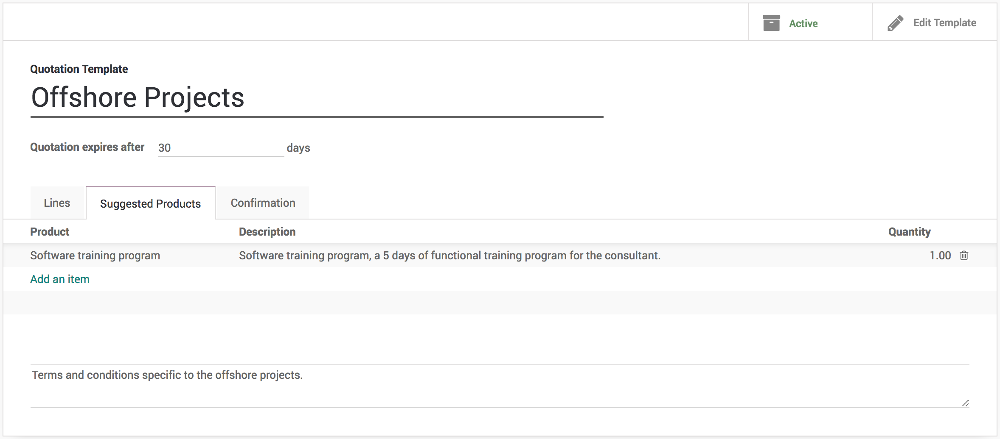 Active Edit Template
Quotation Template
Offshore Projects
Quotation expires after 30 days
Lines Suggested Products Confirmation
Product Description Quantity
Software training program Software training program, a 5 days of functional training program for the consultant. 1.00
Add an item
Terms and conditions specific to the offshore projects.